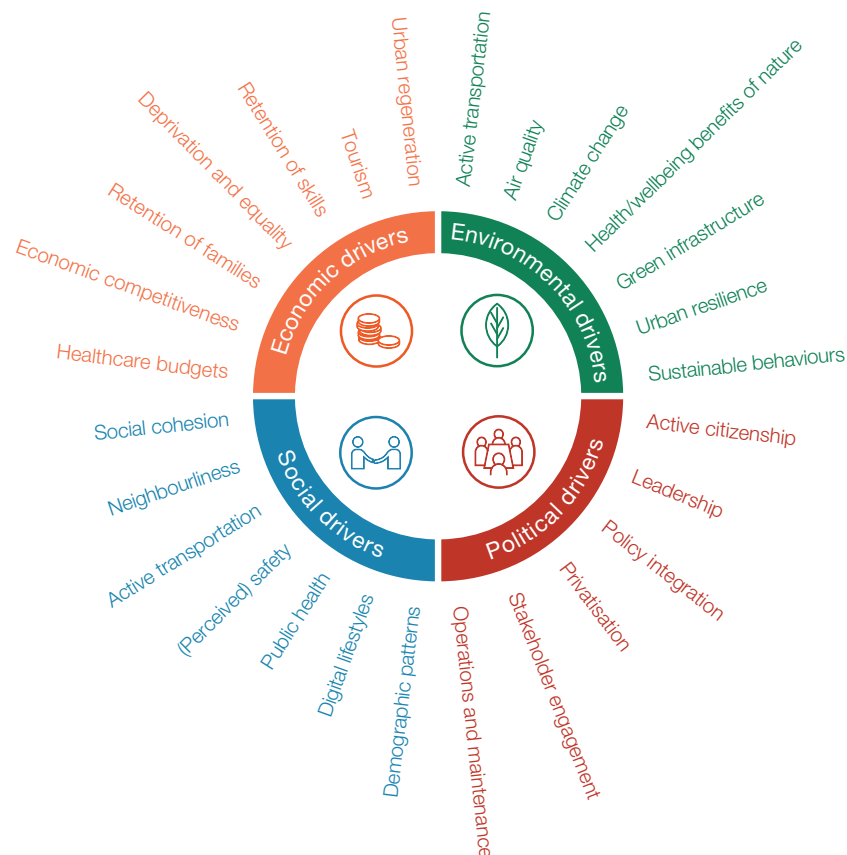 Economic drivers
Urban regeneration
Tourism
Retention of skills
Deprivation and equality
Retention of families
Economic competitiveness
Healthcare budgets
Environmental drivers
Active transportation
Air quality
Climate change
Health/wellbeing benefits of nature
Green infrastructure
Urban resilience
Sustainable behaviours
Political drivers
Active citizenship
Leadership
Policy integration
Privatisation
Stakeholder engagement
Operations and maintenance
Social drivers
Social cohesion
Neighbourliness
Active transportation
(Perceived) safety
Public health
Digital lifestyles
Demographic patterns